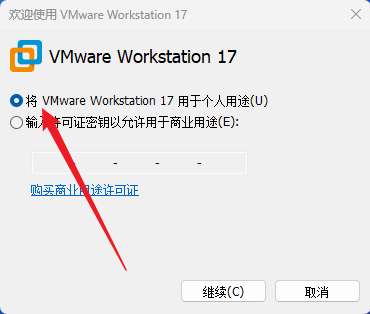 欢迎使用 VMware Workstation 17
VMware Workstation 17
将 VMware Workstation 17 用于个人用途(U)
输入许可证密钥以允许用于商业用途(E):
- - - -
购买商业用途许可证
继续(C)
取消